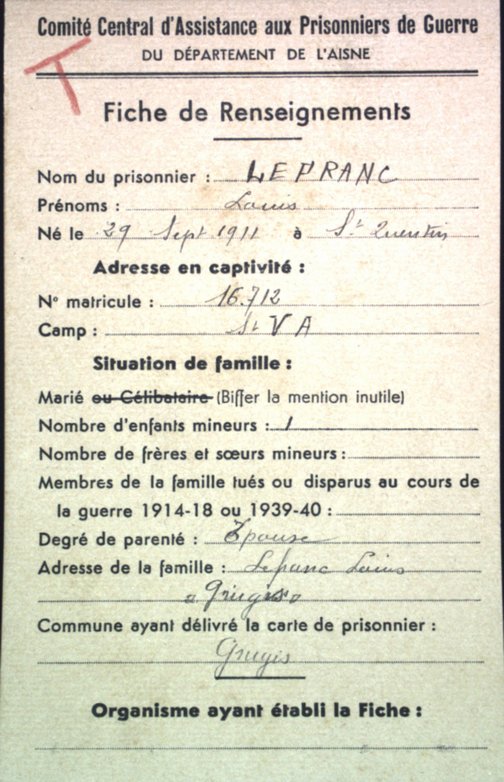 Comité Central d'Assistance aux Prisonniers de Guerre
DU DÉPARTEMENT DE L'AISNE
T
Fiche de Renseignements
Nom du prisonnier : LEFRANC
Prénoms : Louis
Né le 29 Sept 1911 à St Quentin
Adresse en captivité :
N° matricule : 16.712
Camp : St V A
Situation de famille :
Marié ou Célibataire (Biffer la mention inutile)
Nombre d'enfants mineurs : 1
Nombre de frères et sœurs mineurs :
Membres de la famille tués ou disparus au cours de
la guerre 1914-18 ou 1939-40 :
Degré de parenté : Epouse
Adresse de la famille : Lefranc Louis
à Grugis
Commune ayant délivré la carte de prisonnier :
Grugis
Organisme ayant établi la Fiche :